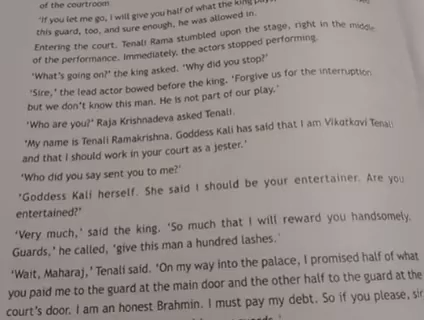 of the courtroom
'If you let me go, I will give you half of what the king
this guard, too, and sure enough, he was allowed in.
Entering the court. Tenali Rama stumbled upon the stage, right in the middle
of the performance. Immediately, the actors stopped performing.
'What's going on?' the king asked. 'Why did you stop?'
'Sire,' the lead actor bowed before the king. 'Forgive us for the interruption
but we don't know this man. He is not part of our play.'
'Who are you?' Raja Krishnadeva asked Tenali.
'My name is Tenali Ramakrishna. Goddess Kali has said that I am Vikatkavi Tenali
and that I should work in your court as a jester.'
'Who did you say sent you to me?'
'Goddess Kali herself. She said I should be your entertainer. Are you
entertained?'
'Very much,' said the king. 'So much that I will reward you handsomely.
Guards,' he called, 'give this man a hundred lashes.'
'Wait, Maharaj,' Tenali said. 'On my way into the palace, I promised half of what
you paid me to the guard at the main door and the other half to the guard at the
court's door. I am an honest Brahmin. I must pay my debt. So if you please, sir